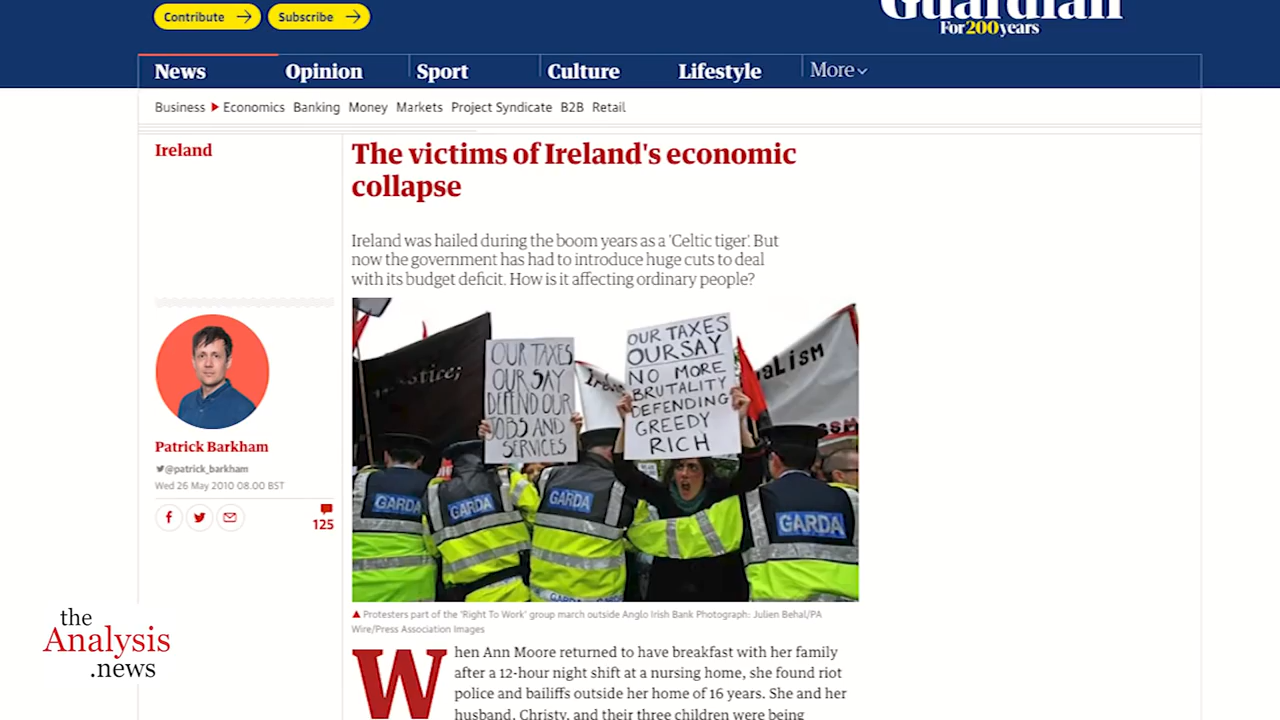 Contribute
Subscribe
Guardian
For 200 years
News
Opinion
Sport
Culture
Lifestyle
More
Business
Economics
Banking
Money
Markets
Project Syndicate
B2B
Retail
Ireland
The victims of Ireland's economic
collapse
Ireland was hailed during the boom years as a 'Celtic tiger'. But
now the government has had to introduce huge cuts to deal
with its budget deficit. How is it affecting ordinary people?
Patrick Barkham
@patrick_barkham
Wed 26 May 2010 08.00 BST
125
OUR TAXES
OUR SAY
DEFEND OUR
JOBS AND
SERVICES
OUR TAXES
OUR SAY
NO MORE
BRUTALITY
DEFENDING
GREEDY
RICH
GARDA
GARDA
GARDA
GARDA
GARDA
Protesters part of the 'Right To Work' group march outside Anglo Irish Bank Photograph: Julien Behal/PA
Wire/Press Association Images
When Ann Moore returned to have breakfast with her family
after a 12-hour night shift at a nursing home, she found riot
police and bailiffs outside her home of 16 years. She and her
husband, Christy, and their three children were being
the
Analysis
.news